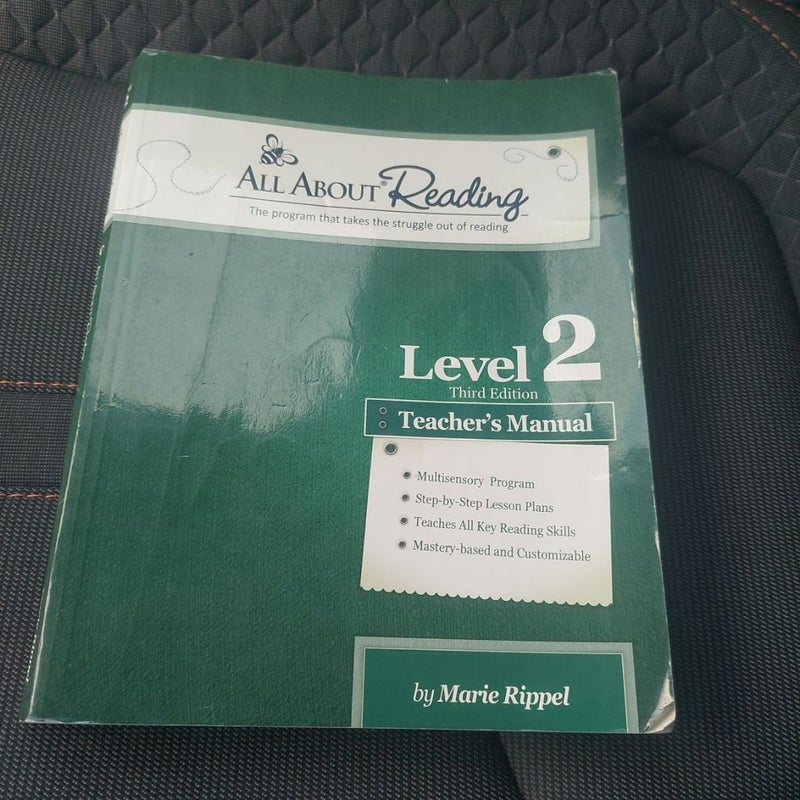 ALL ABOUT® Reading
The program that takes the struggle out of reading
Level 2
Third Edition
Teacher's Manual
Multisensory Program
Step-by-Step Lesson Plans
Teaches All Key Reading Skills
Mastery-based and Customizable
by Marie Rippel